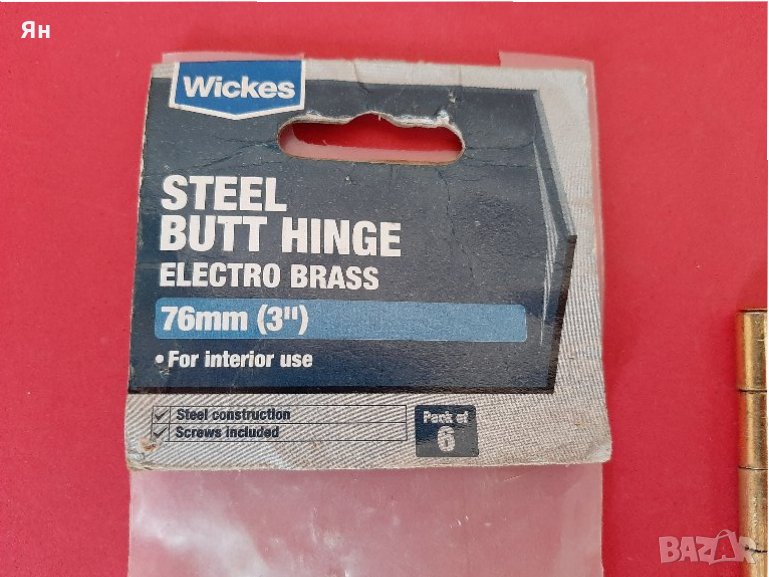 Ян
Wickes
STEEL
BUTT HINGE
ELECTRO BRASS
76mm (3")
• For interior use
Steel construction
Screws included
Pack of
6
BAZAR